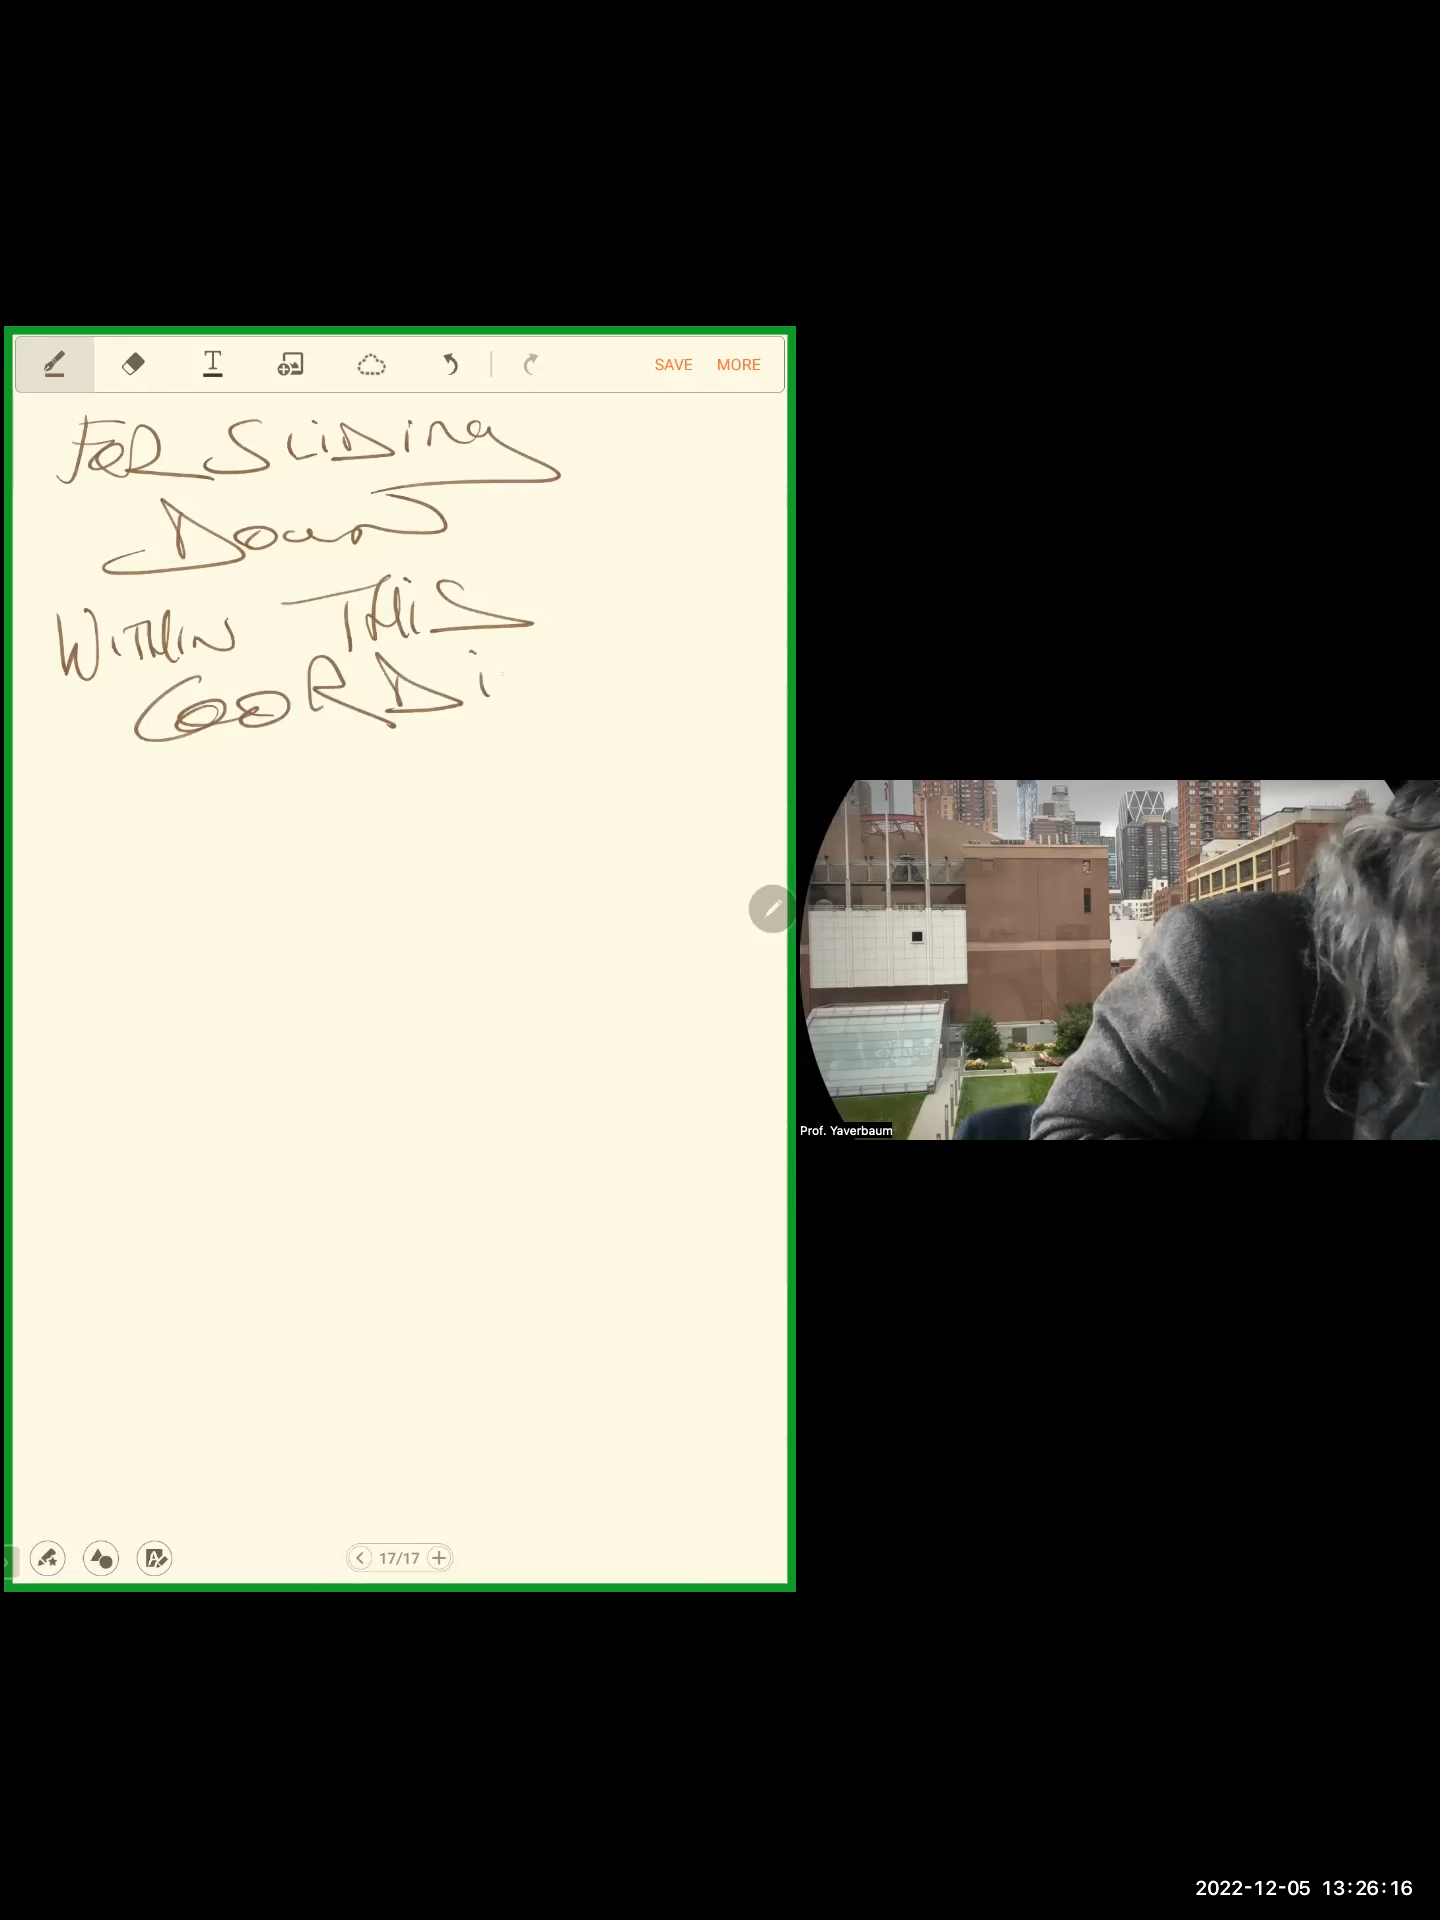 SAVE MORE
FOR SLIDING
DOWN
WITHIN THIS
COORDI
Prof. Yaverbaum
17/17
2022-12-05 13:26:16